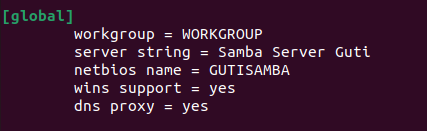 [global]
workgroup = WORKGROUP
server string = Samba Server Guti
netbios name = GUTISAMBA
wins support = yes
dns proxy = yes